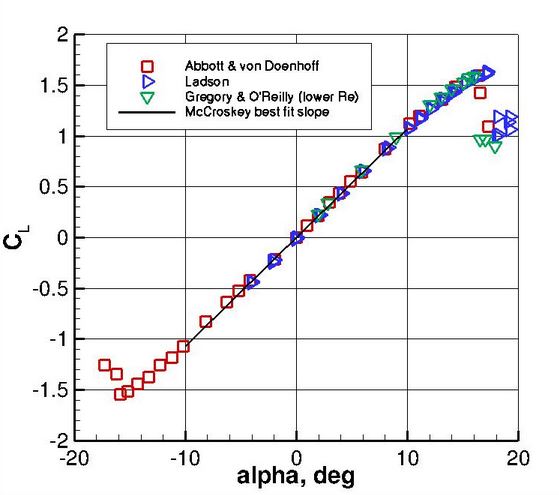 2
1.5
1
0.5
0
-0.5
-1
-1.5
-2
C_L
Abbott & von Doenhoff
Ladson
Gregory & O'Reilly (lower Re)
McCroskey best fit slope
-20 -10 0 10 20
alpha, deg